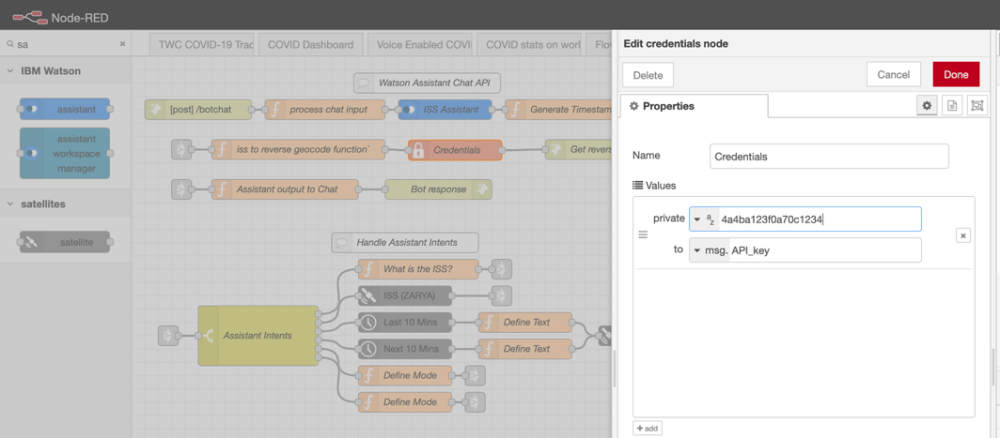 Node-RED
sa
TWC COVID-19 Trac
COVID Dashboard
Voice Enabled COVI
COVID stats on worl
Flov
IBM Watson
assistant
assistant
workspace
manager
satellites
satellite
Watson Assistant Chat API
[post] /botchat
process chat input
ISS Assistant
Generate Timestam
iss to reverse geocode function`
Credentials
Get revers
Assistant output to Chat
Bot response
Handle Assistant Intents
What is the ISS?
ISS (ZARYA)
Last 10 Mins
Define Text
Assistant Intents
Next 10 Mins
Define Text
Define Mode
Define Mode
Edit credentials node
Delete
Cancel
Done
Properties
Name
Credentials
Values
private
az
4a4ba123f0a70c1234
to
msg. API_key
+ add